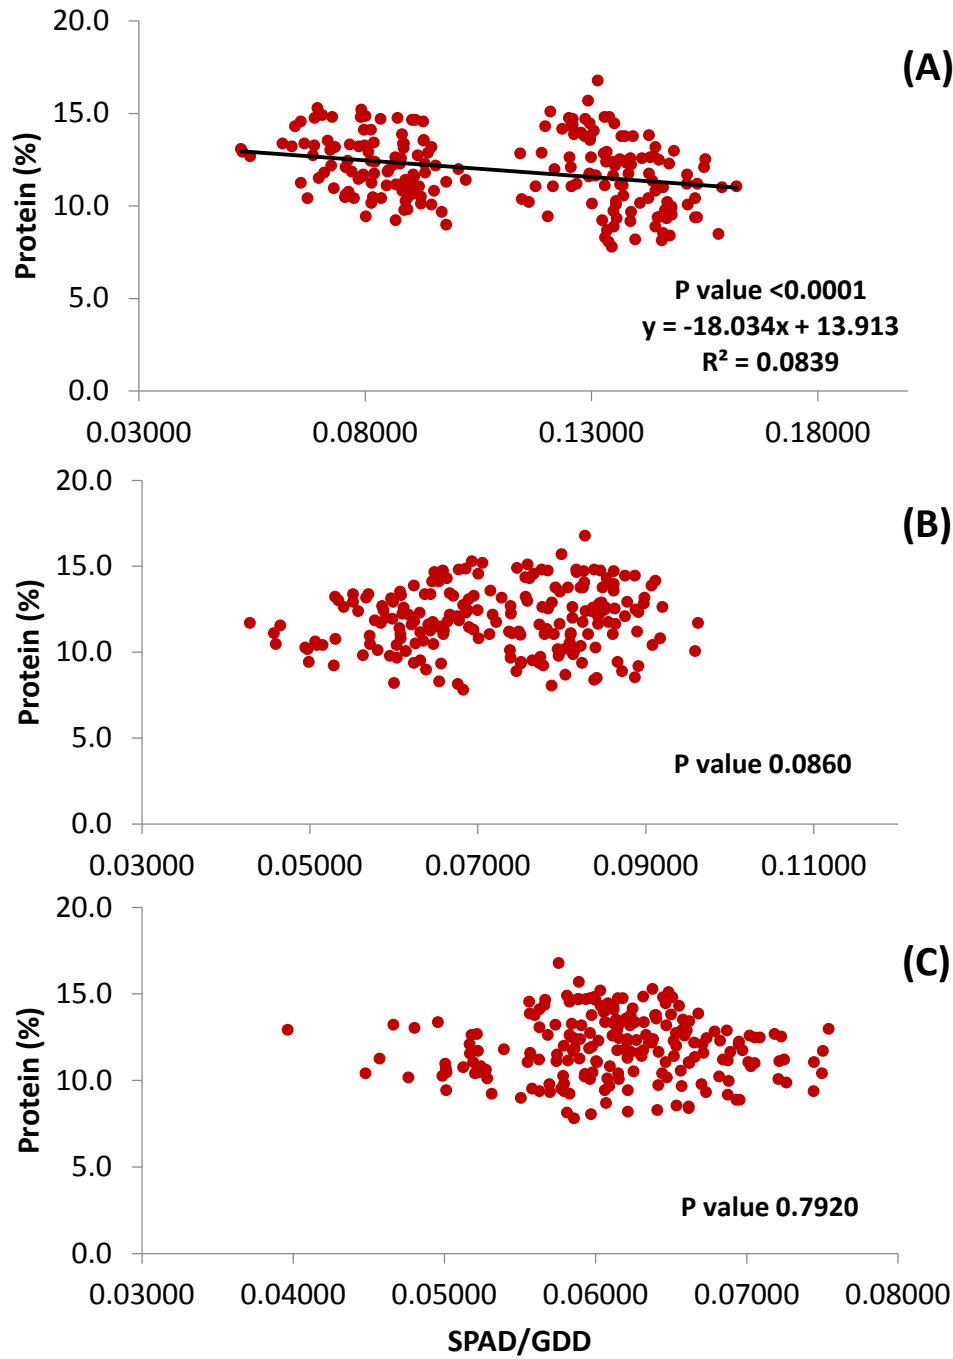 20.0
15.0
10.0
5.0
0.0
Protein (%)
(A)
P value <0.0001
y = -18.034x + 13.913
R² = 0.0839
0.03000 0.08000 0.13000 0.18000
20.0
15.0
10.0
5.0
0.0
Protein (%)
(B)
P value 0.0860
0.03000 0.05000 0.07000 0.09000 0.11000
20.0
15.0
10.0
5.0
0.0
Protein (%)
(C)
P value 0.7920
0.03000 0.04000 0.05000 0.06000 0.07000 0.08000
SPAD/GDD